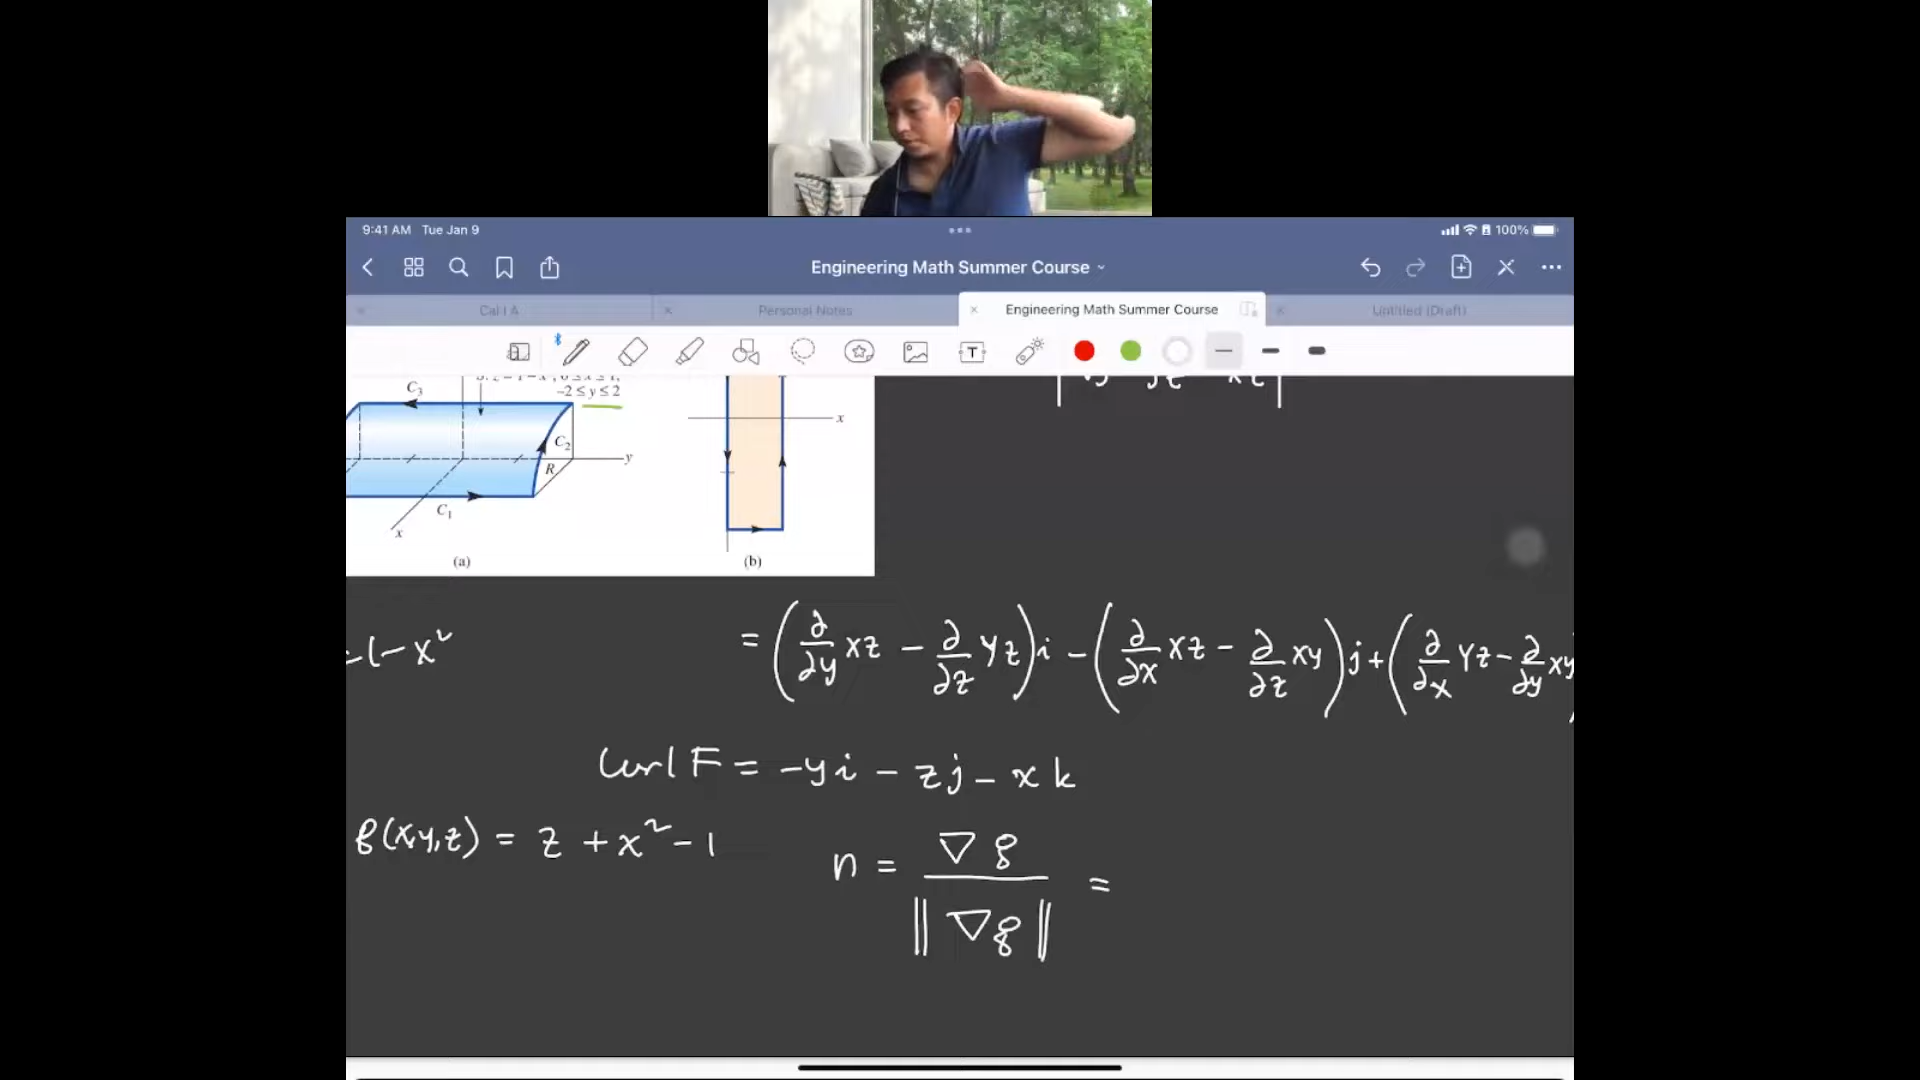 9:41 AM Tue Jan 9
100%
Engineering Math Summer Course
Cal I A
Personal Notes
Engineering Math Summer Course
Untitled (Draft)
T
C3
-2 ≤ y ≤ 2
x
C2
R
y
C1
x
(a)
(b)
-1-x²
= (∂/∂y xz - ∂/∂z yz)i - (∂/∂x xz - ∂/∂z xy)j + (∂/∂x yz - ∂/∂y xy
Curl F = -yi - zj - xk
g(x,y,z) = z + x² - 1
n = ∇g / ||∇g|| =